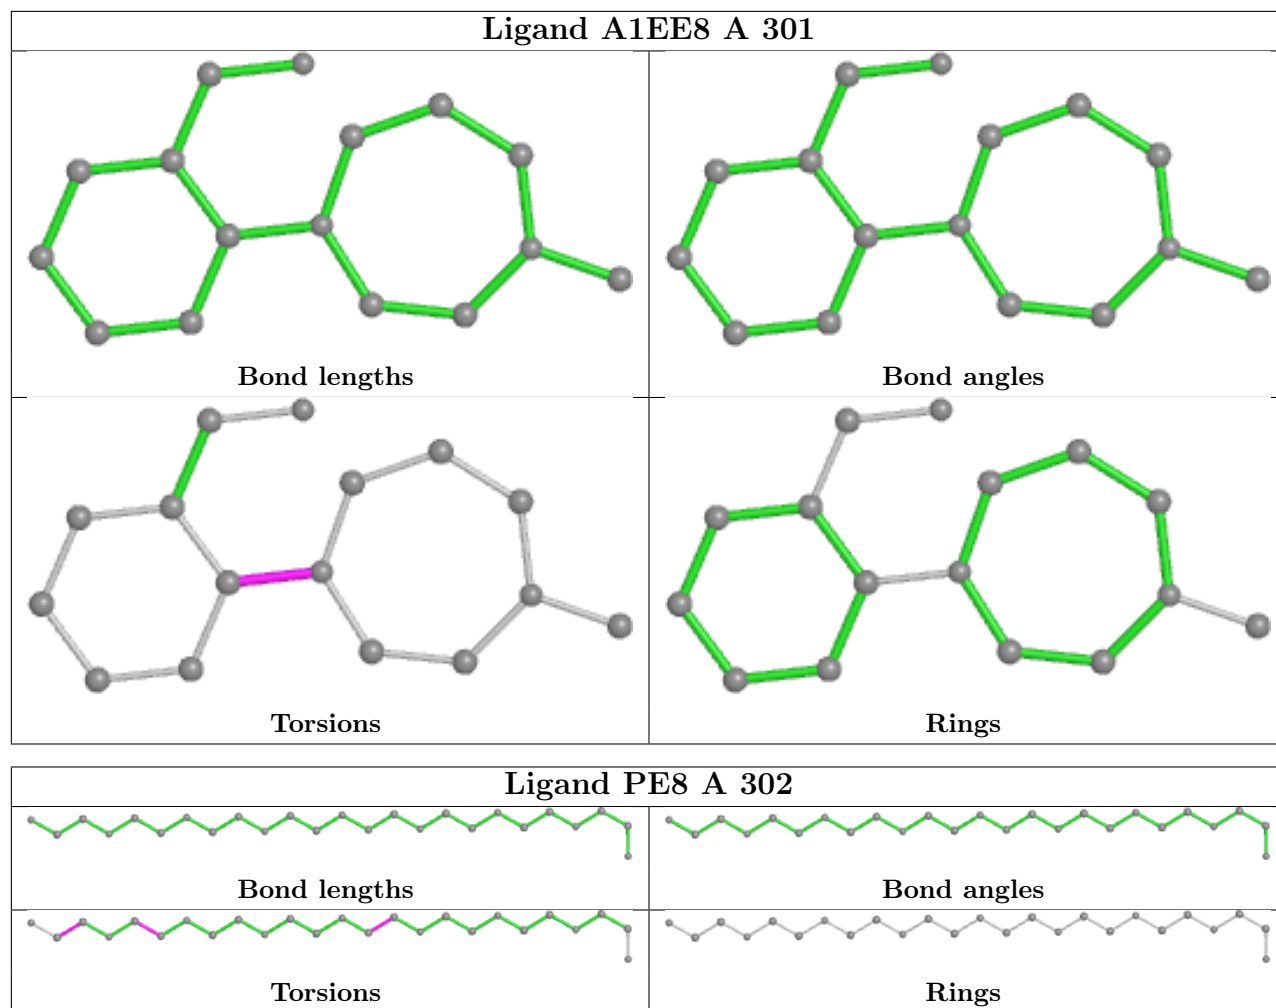 Ligand A1EE8 A 301
Bond lengths
Bond angles
Torsions
Rings
Ligand PE8 A 302
Bond lengths
Bond angles
Torsions
Rings